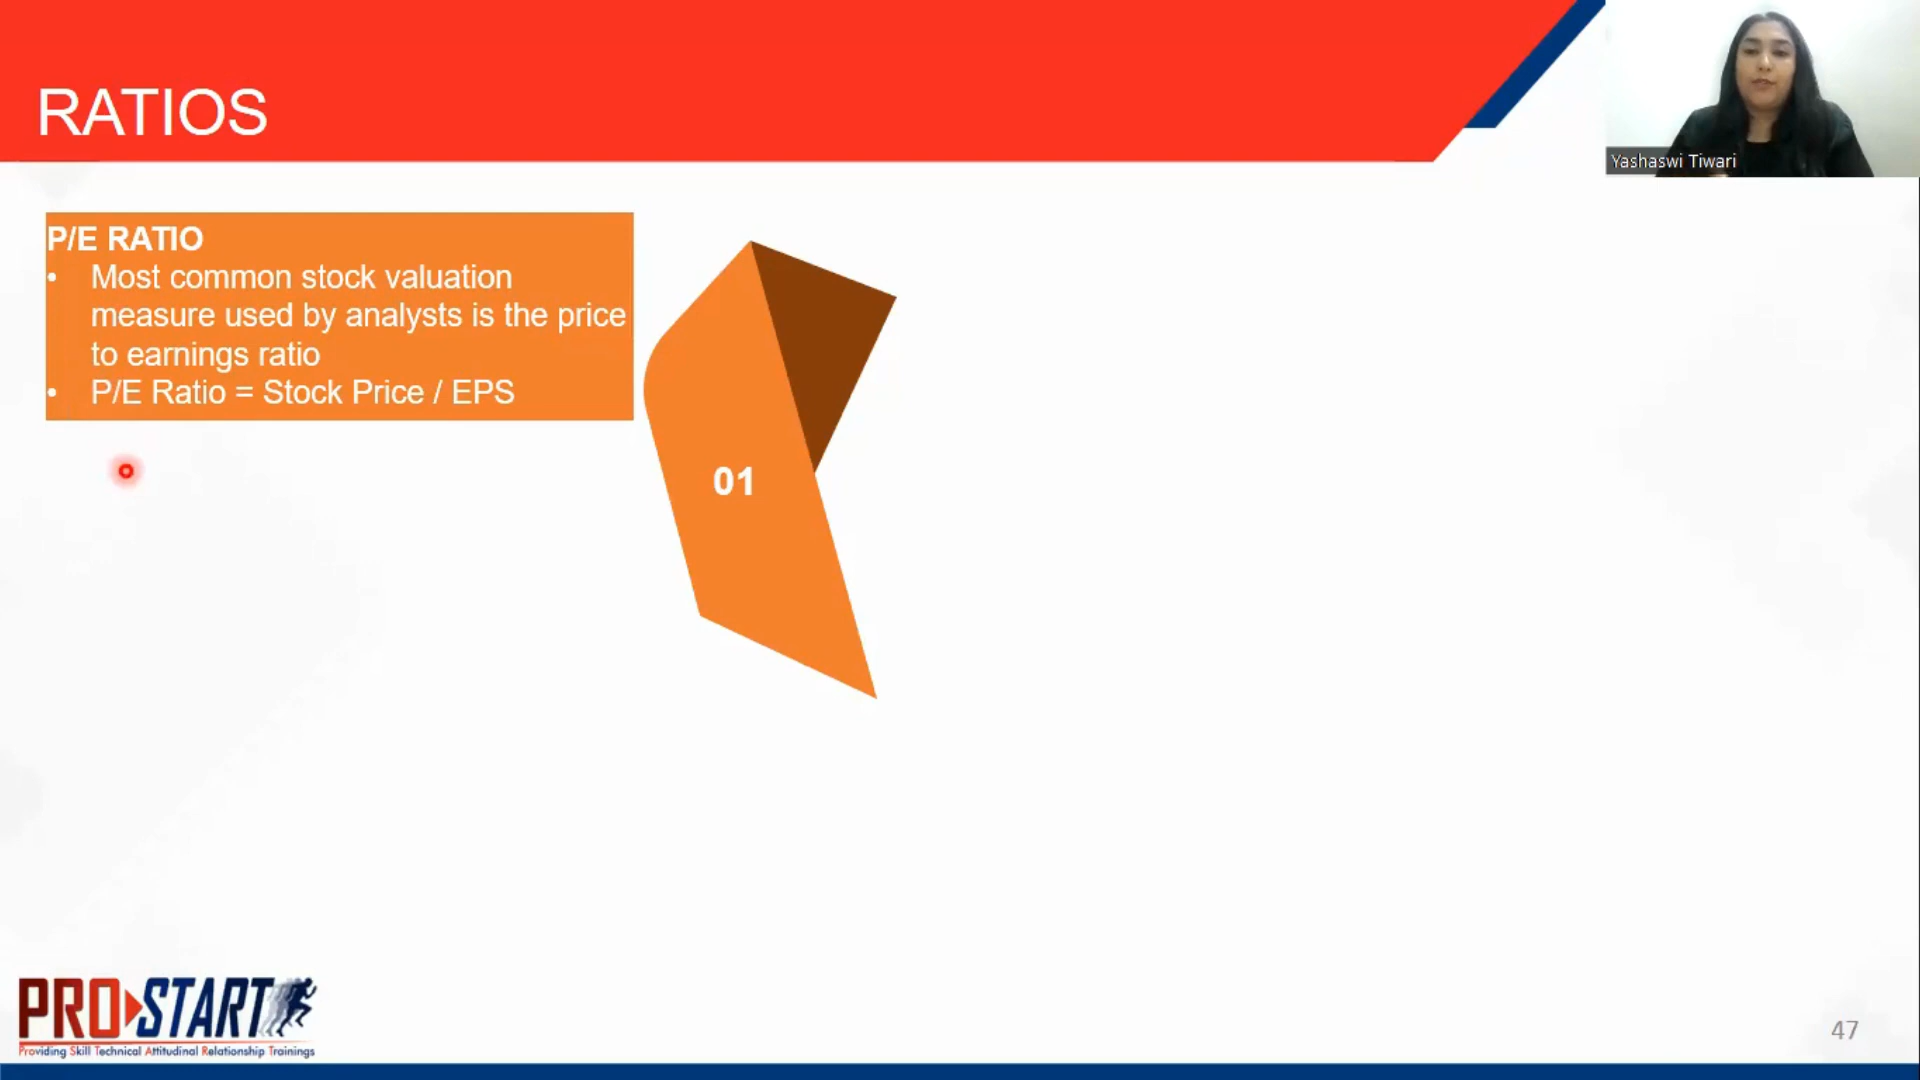 RATIOS
Yashaswi Tiwari
P/E RATIO
• Most common stock valuation
measure used by analysts is the price
to earnings ratio
• P/E Ratio = Stock Price / EPS
01
PRO START
Providing Skill Technical Attitudinal Relationship Trainings
47